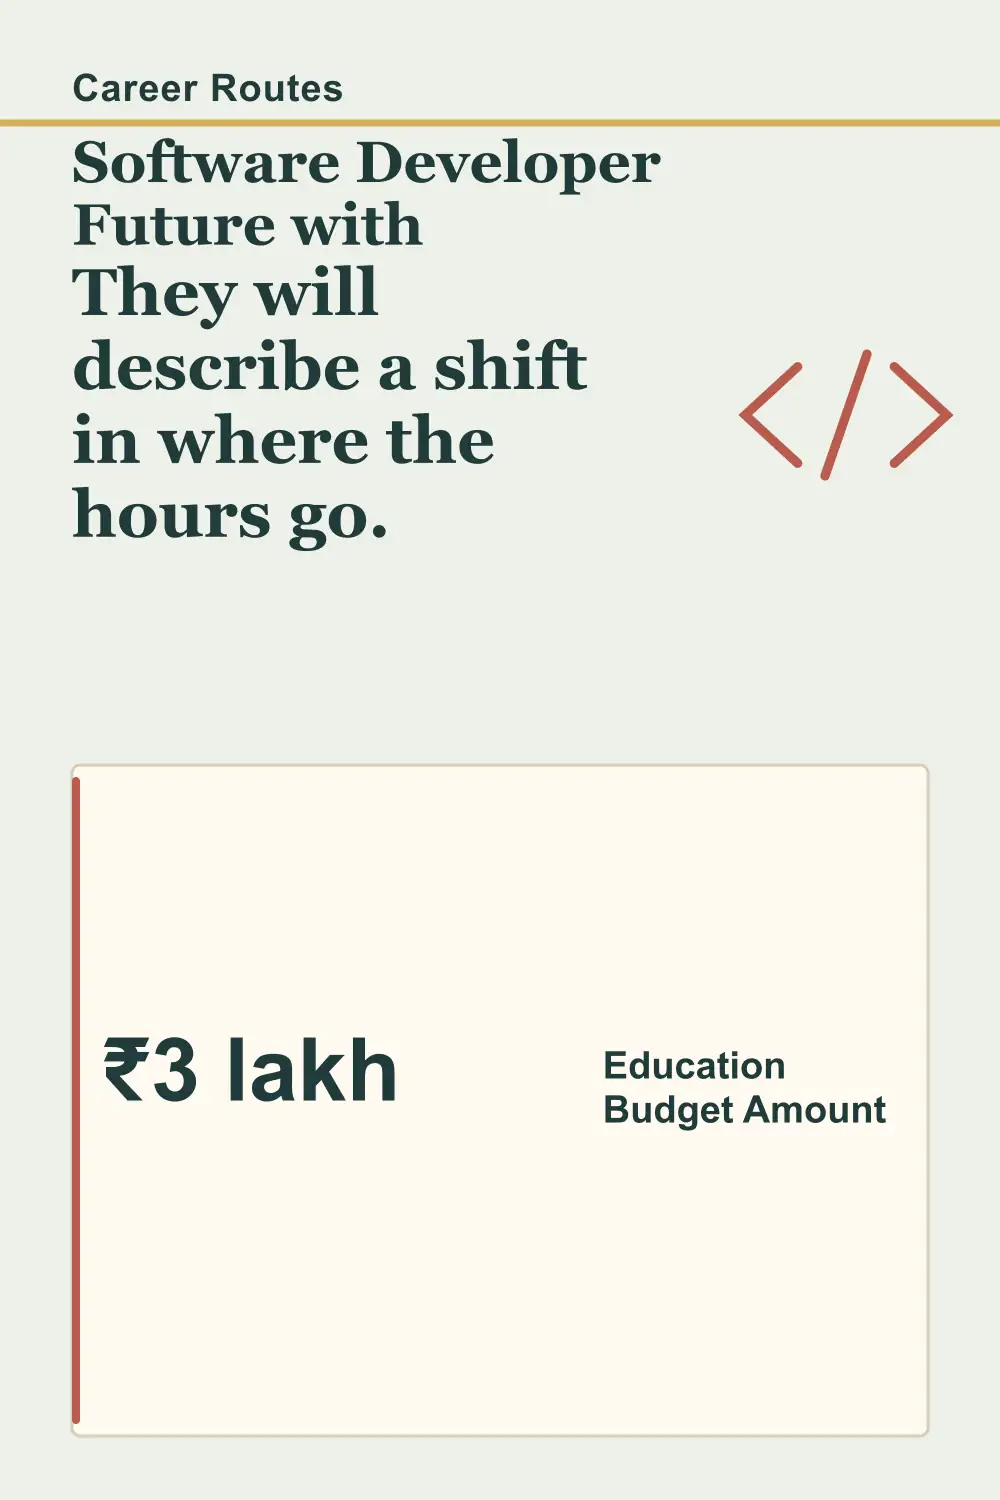 Career Routes
Software Developer
Future with
They will
describe a shift
in where the
hours go.
</>
₹3 lakh
Education
Budget Amount